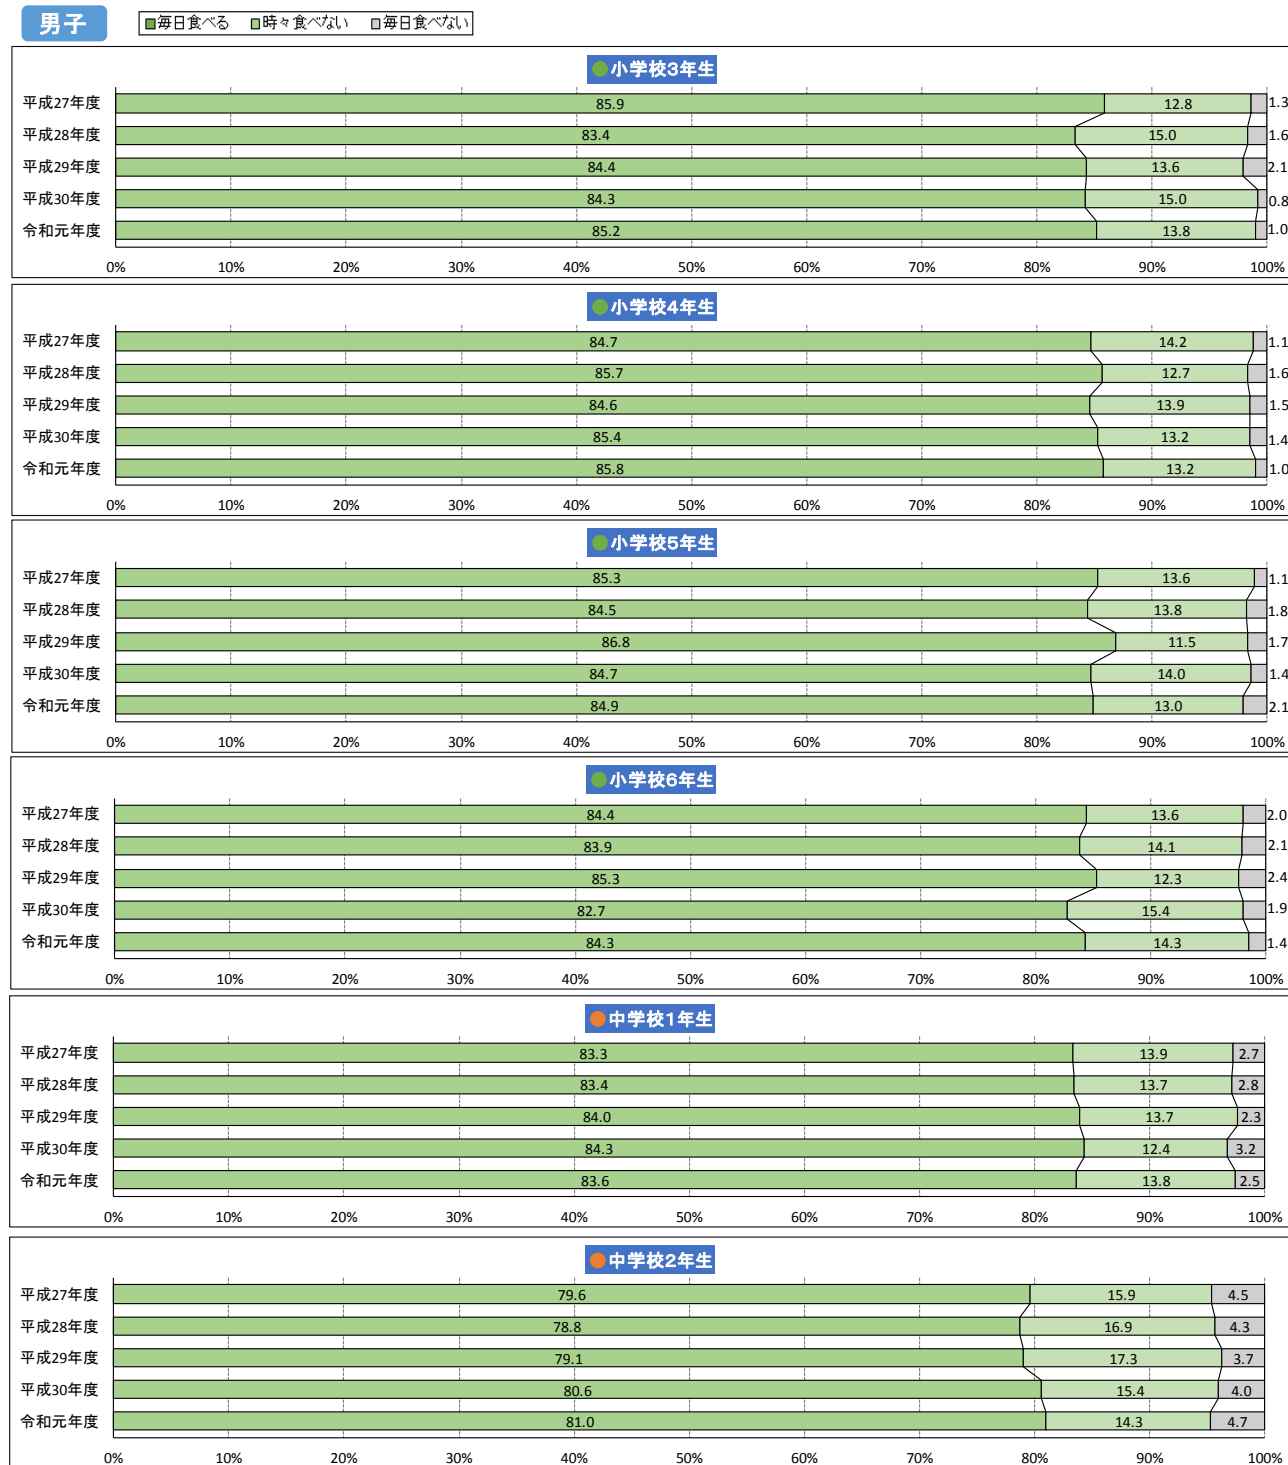 男子
毎日食べる 時々食べない 毎日食べない
小学校3年生
平成27年度 85.9 12.8 1.3
平成28年度 83.4 15.0 1.6
平成29年度 84.4 13.6 2.1
平成30年度 84.3 15.0 0.8
令和元年度 85.2 13.8 1.0
0% 10% 20% 30% 40% 50% 60% 70% 80% 90% 100%
小学校4年生
平成27年度 84.7 14.2 1.1
平成28年度 85.7 12.7 1.6
平成29年度 84.6 13.9 1.5
平成30年度 85.4 13.2 1.4
令和元年度 85.8 13.2 1.0
0% 10% 20% 30% 40% 50% 60% 70% 80% 90% 100%
小学校5年生
平成27年度 85.3 13.6 1.1
平成28年度 84.5 13.8 1.8
平成29年度 86.8 11.5 1.7
平成30年度 84.7 14.0 1.4
令和元年度 84.9 13.0 2.1
0% 10% 20% 30% 40% 50% 60% 70% 80% 90% 100%
小学校6年生
平成27年度 84.4 13.6 2.0
平成28年度 83.9 14.1 2.1
平成29年度 85.3 12.3 2.4
平成30年度 82.7 15.4 1.9
令和元年度 84.3 14.3 1.4
0% 10% 20% 30% 40% 50% 60% 70% 80% 90% 100%
中学校1年生
平成27年度 83.3 13.9 2.7
平成28年度 83.4 13.7 2.8
平成29年度 84.0 13.7 2.3
平成30年度 84.3 12.4 3.2
令和元年度 83.6 13.8 2.5
0% 10% 20% 30% 40% 50% 60% 70% 80% 90% 100%
中学校2年生
平成27年度 79.6 15.9 4.5
平成28年度 78.8 16.9 4.3
平成29年度 79.1 17.3 3.7
平成30年度 80.6 15.4 4.0
令和元年度 81.0 14.3 4.7
0% 10% 20% 30% 40% 50% 60% 70% 80% 90% 100%